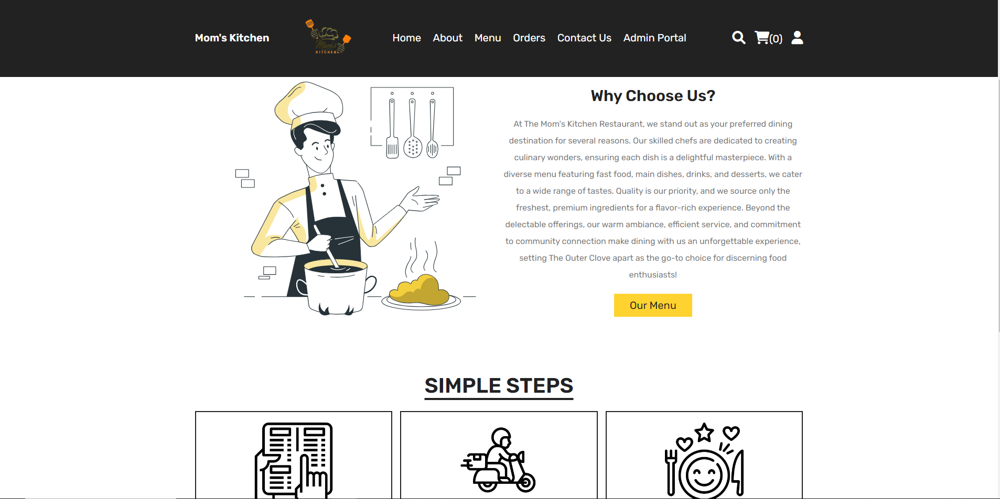 Mom's Kitchen
Mom's
KITCHEN
Home About Menu Orders Contact Us Admin Portal
(0)
Why Choose Us?
At The Mom's Kitchen Restaurant, we stand out as your preferred dining
destination for several reasons. Our skilled chefs are dedicated to creating
culinary wonders, ensuring each dish is a delightful masterpiece. With a
diverse menu featuring fast food, main dishes, drinks, and desserts, we cater
to a wide range of tastes. Quality is our priority, and we source only the
freshest, premium ingredients for a flavor-rich experience. Beyond the
delectable offerings, our warm ambiance, efficient service, and commitment
to community connection make dining with us an unforgettable experience,
setting The Outer Clove apart as the go-to choice for discerning food
enthusiasts!
Our Menu
SIMPLE STEPS